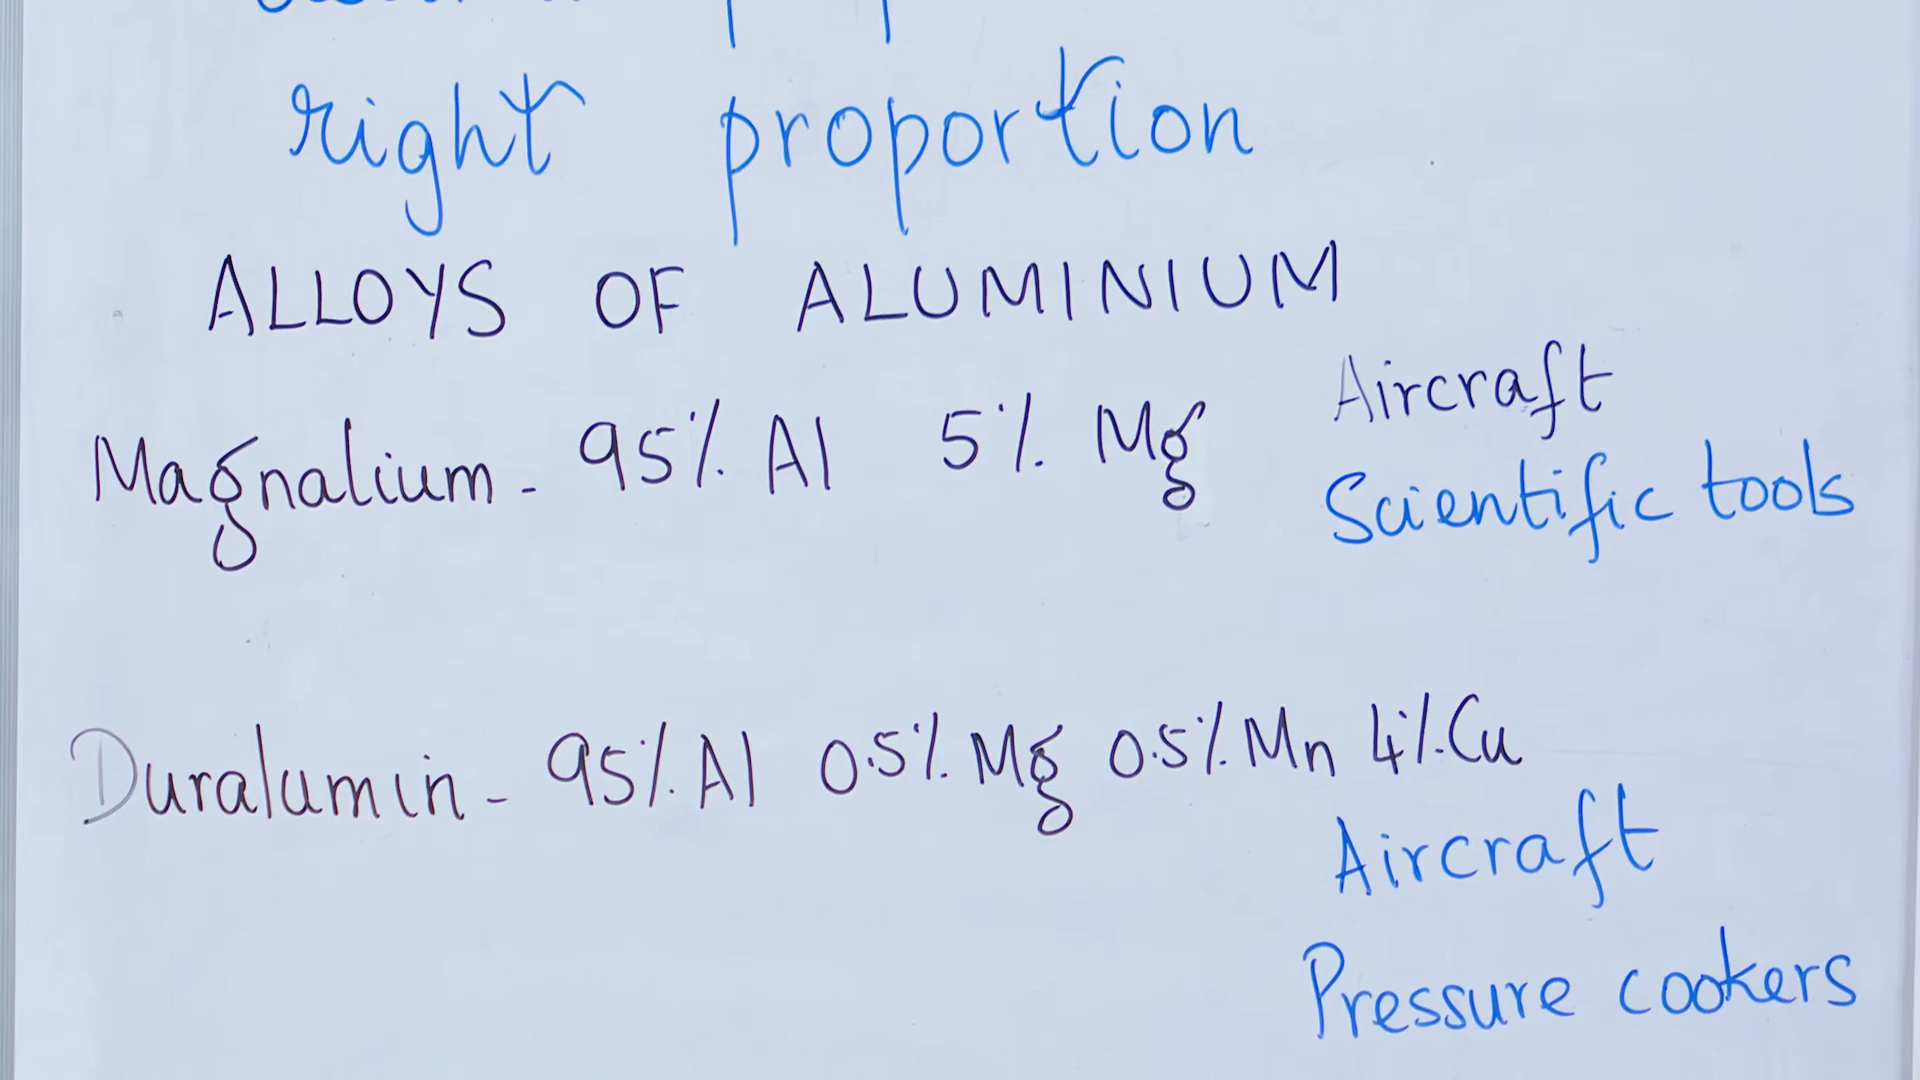 right proportion
ALLOYS OF ALUMINIUM
Magnalium - 95% Al 5% Mg
Aircraft
Scientific tools
Duralumin - 95% Al 0.5% Mg 0.5% Mn 4% Cu
Aircraft
Pressure cookers